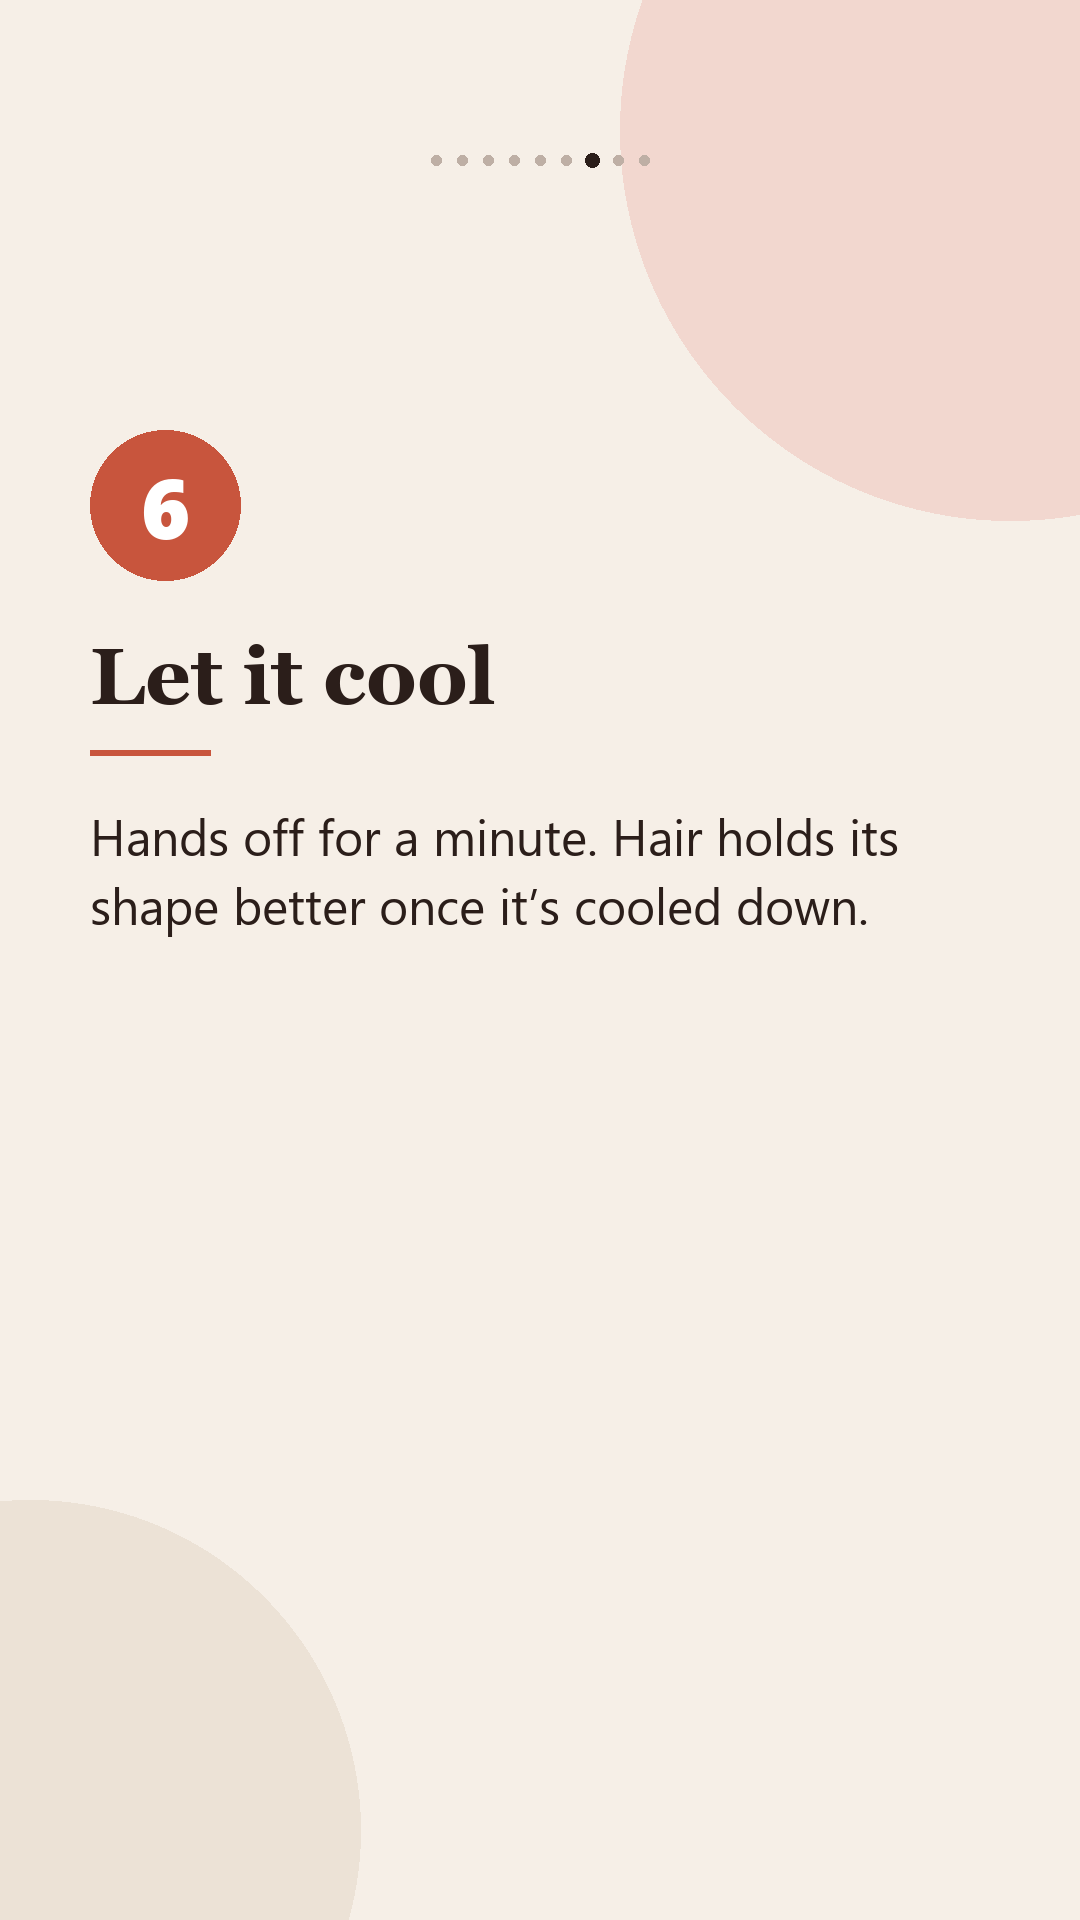 6
Let it cool
Hands off for a minute. Hair holds its
shape better once it’s cooled down.